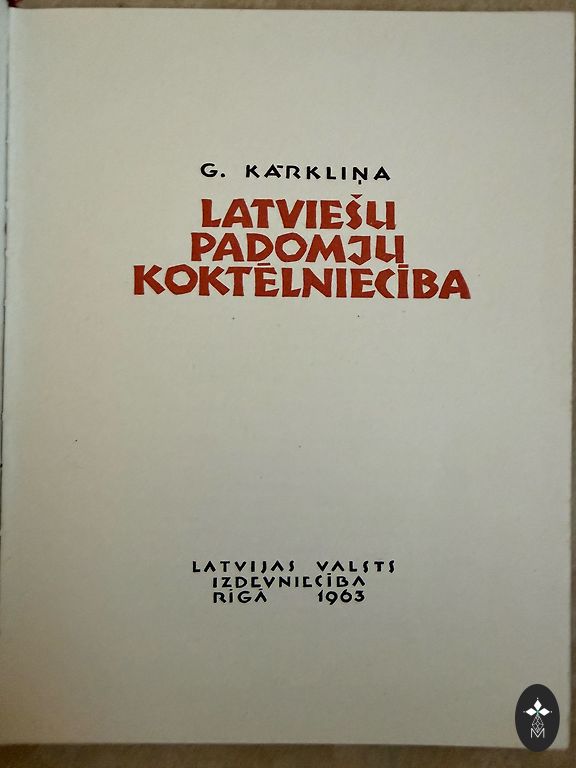 G. KĀRKLIŅA
LATVIEŠU
PADOMJU
KOKTĒLNIECĪBA
LATVIJAS VALSTS
IZDEVNIECĪBA
RĪGĀ 1963
M